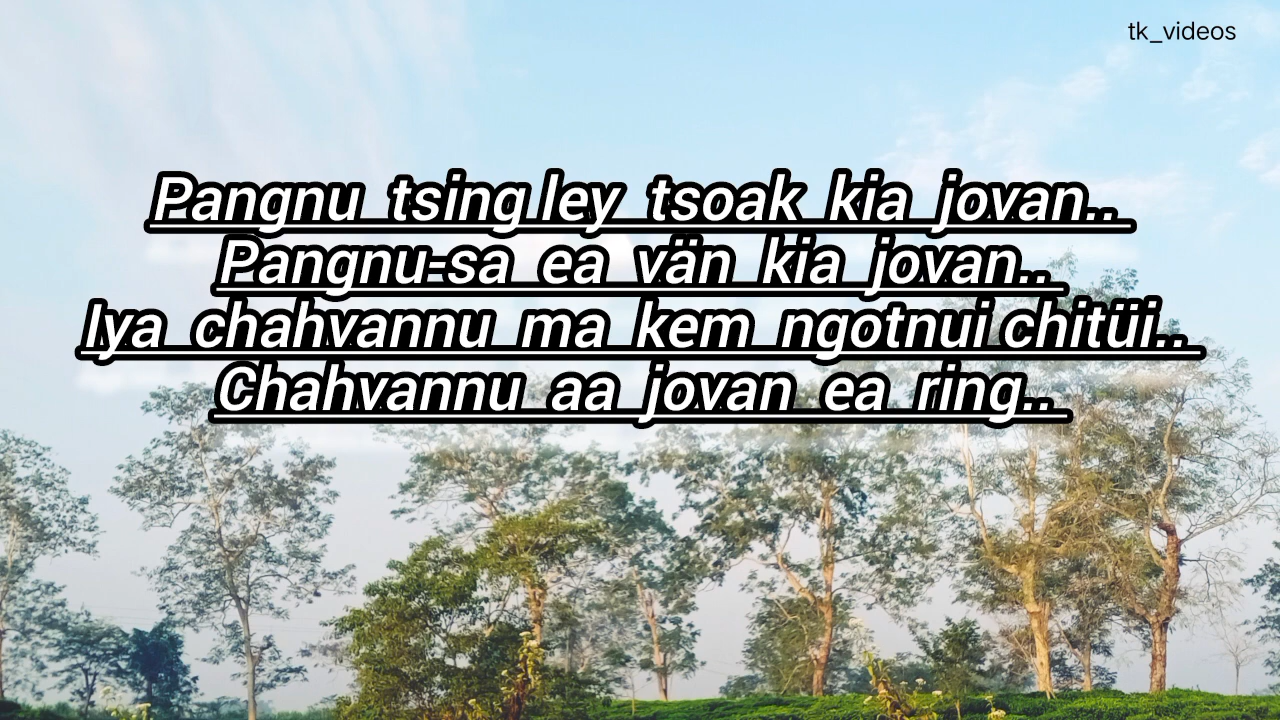 tk_videos
Pangnu tsing ley tsoak kia jovan..
Pangnu-sa ea vän kia jovan..
Iya chahvannu ma kem ngotnui chitüi..
Chahvannu aa jovan ea ring..